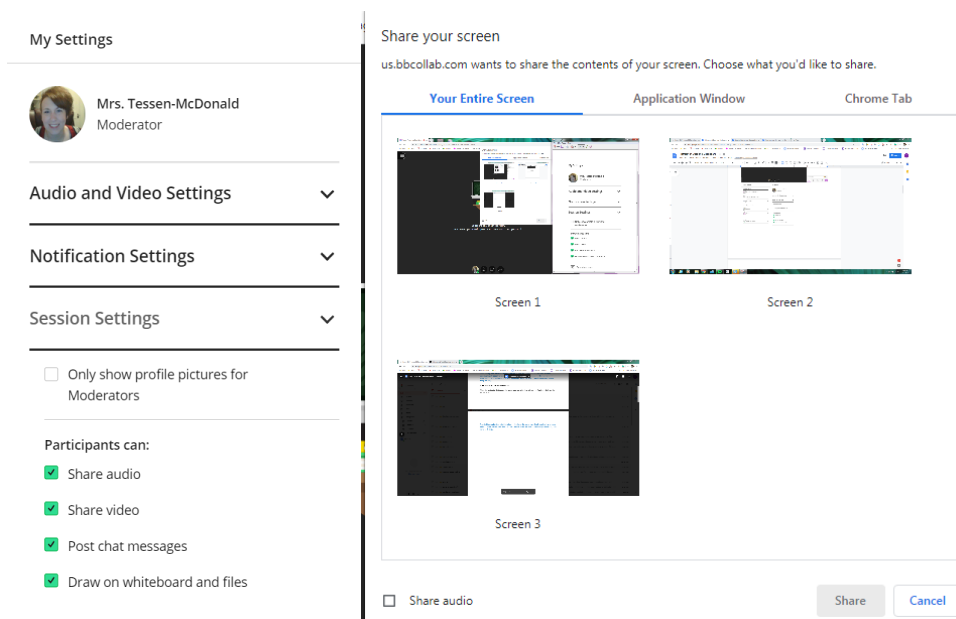 My Settings
Mrs. Tessen-McDonald
Moderator
Audio and Video Settings
Notification Settings
Session Settings
Only show profile pictures for
Moderators
Participants can:
Share audio
Share video
Post chat messages
Draw on whiteboard and files
Share your screen
us.bbcollab.com wants to share the contents of your screen. Choose what you'd like to share.
Your Entire Screen
Application Window
Chrome Tab
Screen 1
Screen 2
Screen 3
Share audio
Share
Cancel